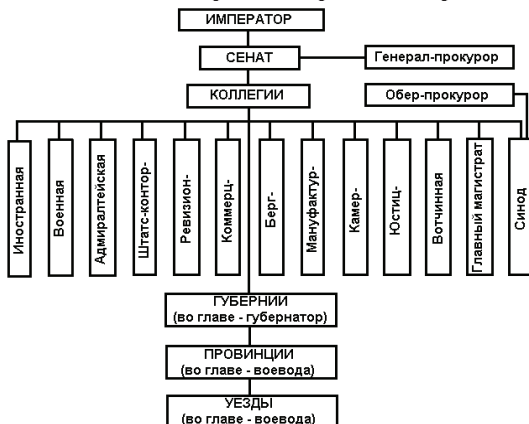 ИМПЕРАТОР
СЕНАТ
Генерал-прокурор
КОЛЛЕГИИ
Обер-прокурор
Иностранная
Военная
Адмиралтейская
Штатс-контор-
Ревизион-
Коммерц-
Берг-
Мануфактур-
Камер-
Юстиц-
Вотчинная
Главный магистрат
Синод
ГУБЕРНИИ
(во главе - губернатор)
ПРОВИНЦИИ
(во главе - воевода)
УЕЗДЫ
(во главе - воевода)